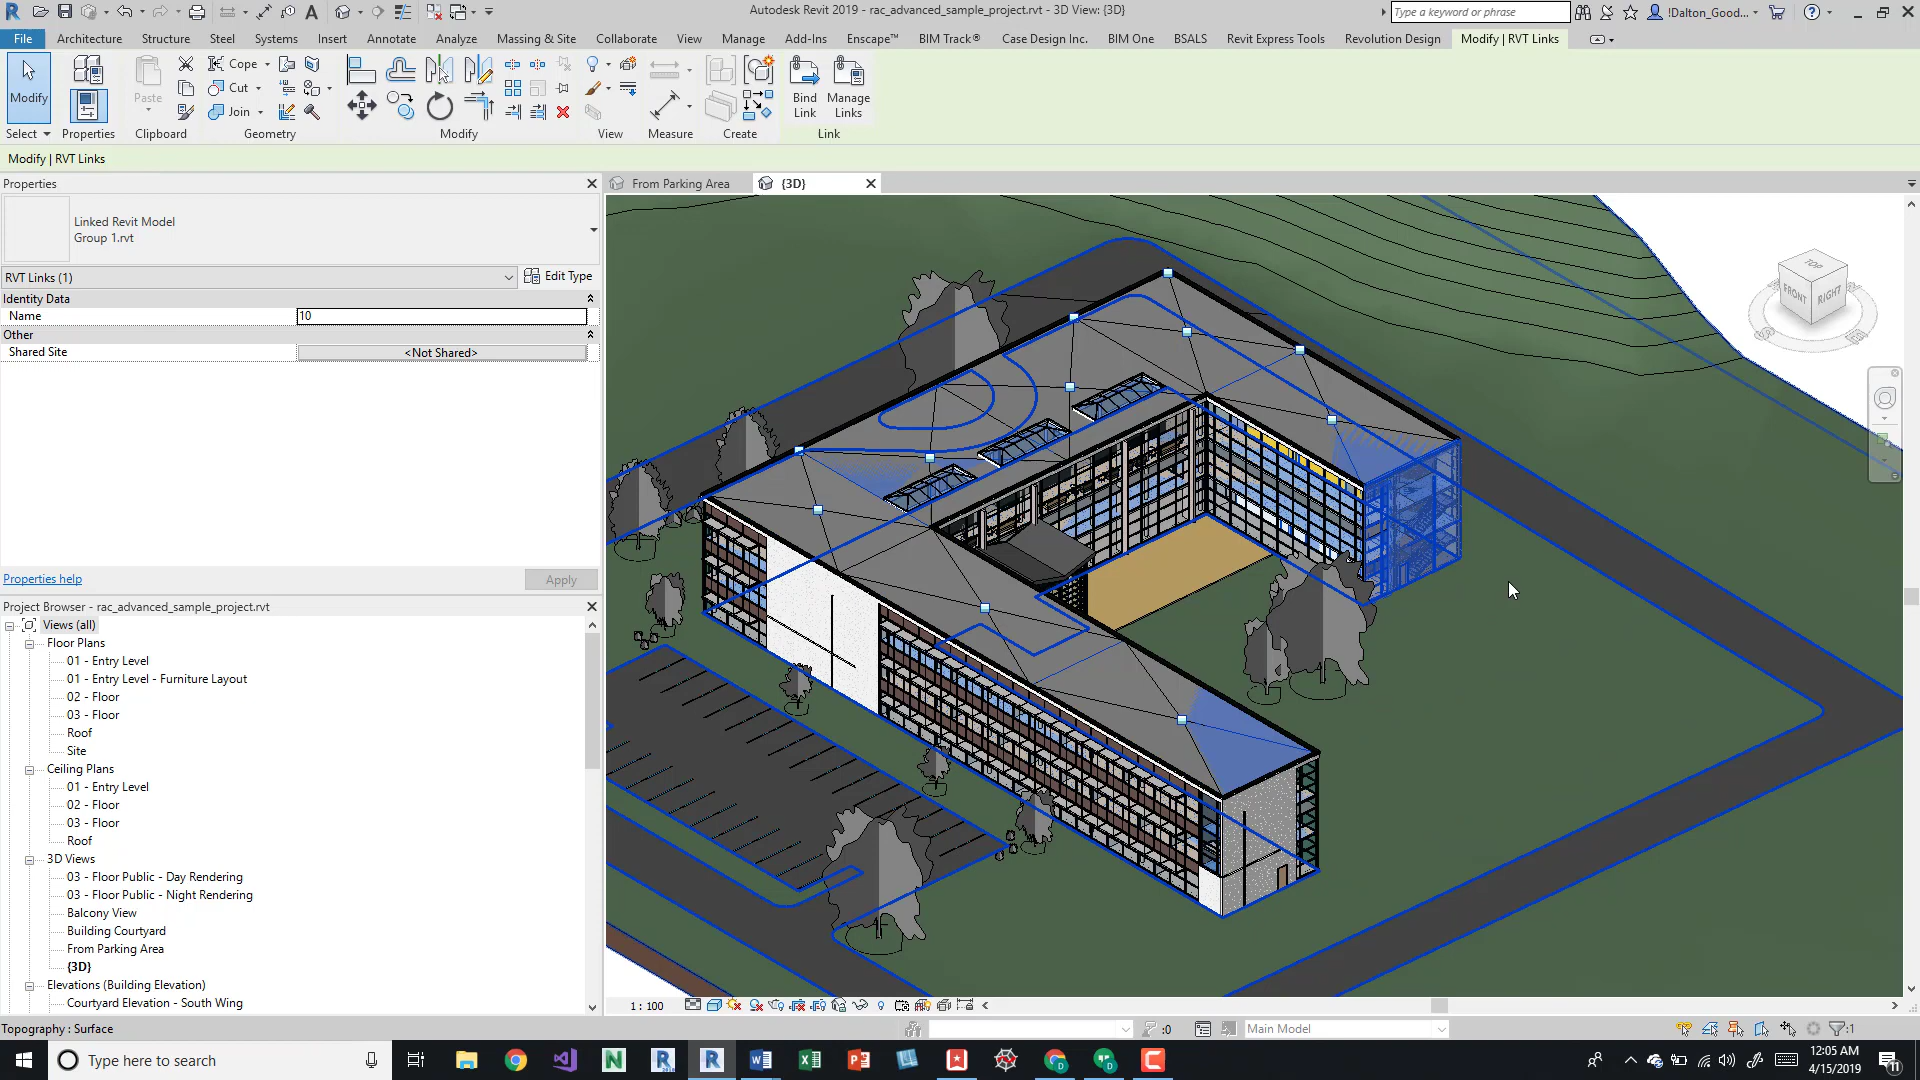 Autodesk Revit 2019 - rac_advanced_sample_project.rvt - 3D View: {3D}
Type a keyword or phrase
!Dalton_Good...
File Architecture Structure Steel Systems Insert Annotate Analyze Massing & Site Collaborate View Manage Add-Ins Enscape™ BIM Track® Case Design Inc. BIM One BSALS Revit Express Tools Revolution Design Modify | RVT Links
Cope
Cut
Join
Modify
Paste
Bind Link
Manage Links
Select Properties Clipboard Geometry Modify View Measure Create Link
Modify | RVT Links
Properties
From Parking Area
{3D}
Linked Revit Model
Group 1.rvt
RVT Links (1)
Edit Type
Identity Data
Name 10
Other
Shared Site <Not Shared>
TOP
FRONT
RIGHT
Properties help
Apply
Project Browser - rac_advanced_sample_project.rvt
Views (all)
Floor Plans
01 - Entry Level
01 - Entry Level - Furniture Layout
02 - Floor
03 - Floor
Roof
Site
Ceiling Plans
01 - Entry Level
02 - Floor
03 - Floor
Roof
3D Views
03 - Floor Public - Day Rendering
03 - Floor Public - Night Rendering
Balcony View
Building Courtyard
From Parking Area
{3D}
Elevations (Building Elevation)
Courtyard Elevation - South Wing
1 : 100
Topography : Surface
:0
Main Model
:1
Type here to search
12:05 AM
4/15/2019
11